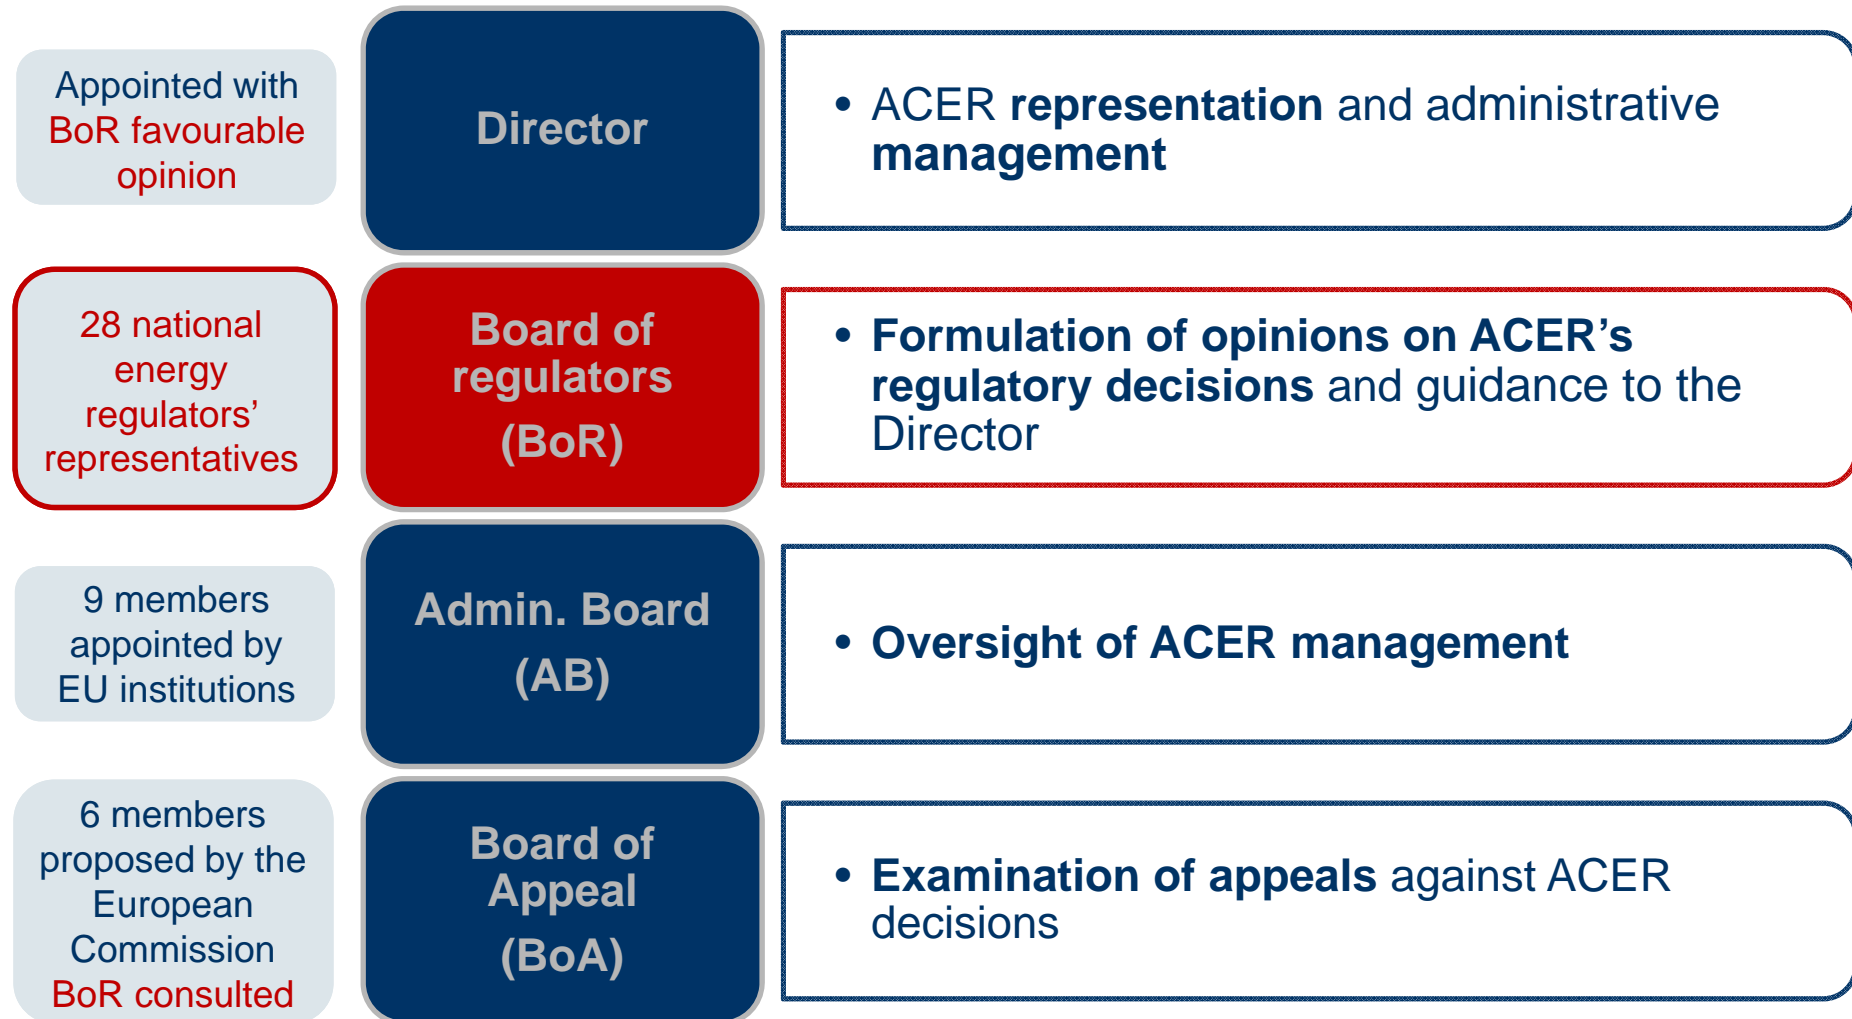 Appointed with
BoR favourable
opinion
Director
• ACER representation and administrative
management
28 national
energy
regulators’
representatives
Board of
regulators
(BoR)
• Formulation of opinions on ACER’s
regulatory decisions and guidance to the
Director
9 members
appointed by
EU institutions
Admin. Board
(AB)
• Oversight of ACER management
6 members
proposed by the
European
Commission
BoR consulted
Board of
Appeal
(BoA)
• Examination of appeals against ACER
decisions